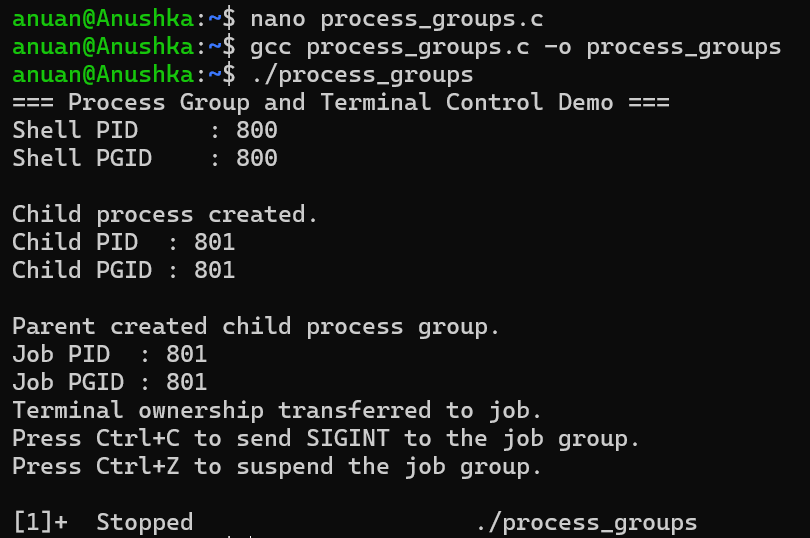 anuan@Anushka:~$ nano process_groups.c
anuan@Anushka:~$ gcc process_groups.c -o process_groups
anuan@Anushka:~$ ./process_groups
=== Process Group and Terminal Control Demo ===
Shell PID     : 800
Shell PGID    : 800

Child process created.
Child PID  : 801
Child PGID : 801

Parent created child process group.
Job PID  : 801
Job PGID : 801
Terminal ownership transferred to job.
Press Ctrl+C to send SIGINT to the job group.
Press Ctrl+Z to suspend the job group.

[1]+  Stopped                    ./process_groups